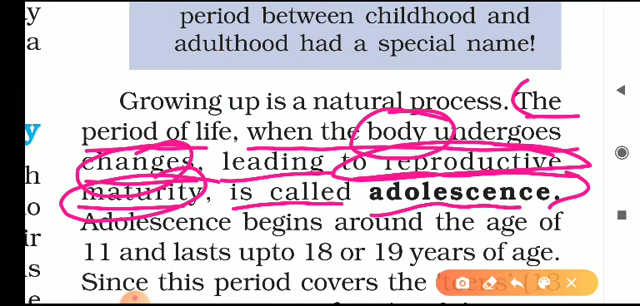 period between childhood and
adulthood had a special name!
Growing up is a natural process. The
period of life, when the body undergoes
changes, leading to reproductive
maturity, is called adolescence.
Adolescence begins around the age of
11 and lasts upto 18 or 19 years of age.
Since this period covers the
y
a
y
h
o
ir
s
e